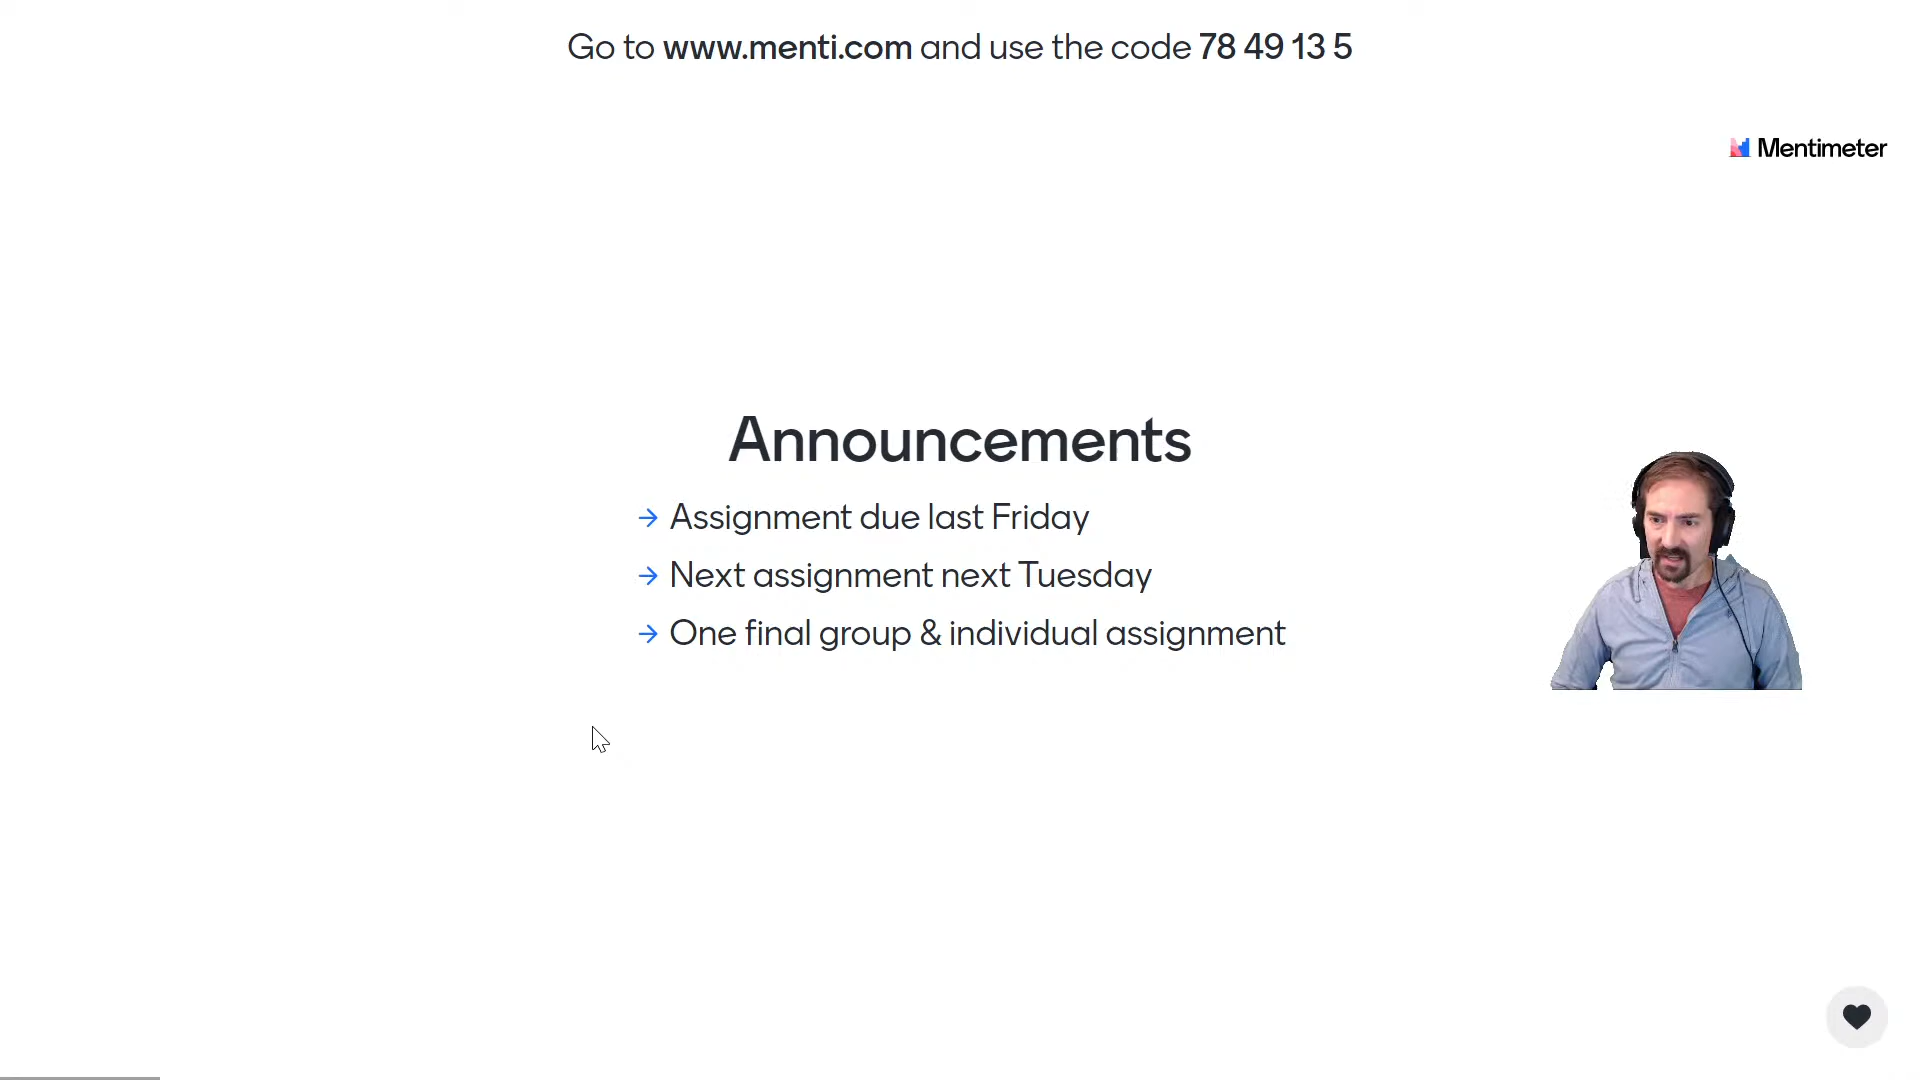 Go to www.menti.com and use the code 78 49 13 5
Mentimeter
Announcements
→ Assignment due last Friday
→ Next assignment next Tuesday
→ One final group & individual assignment